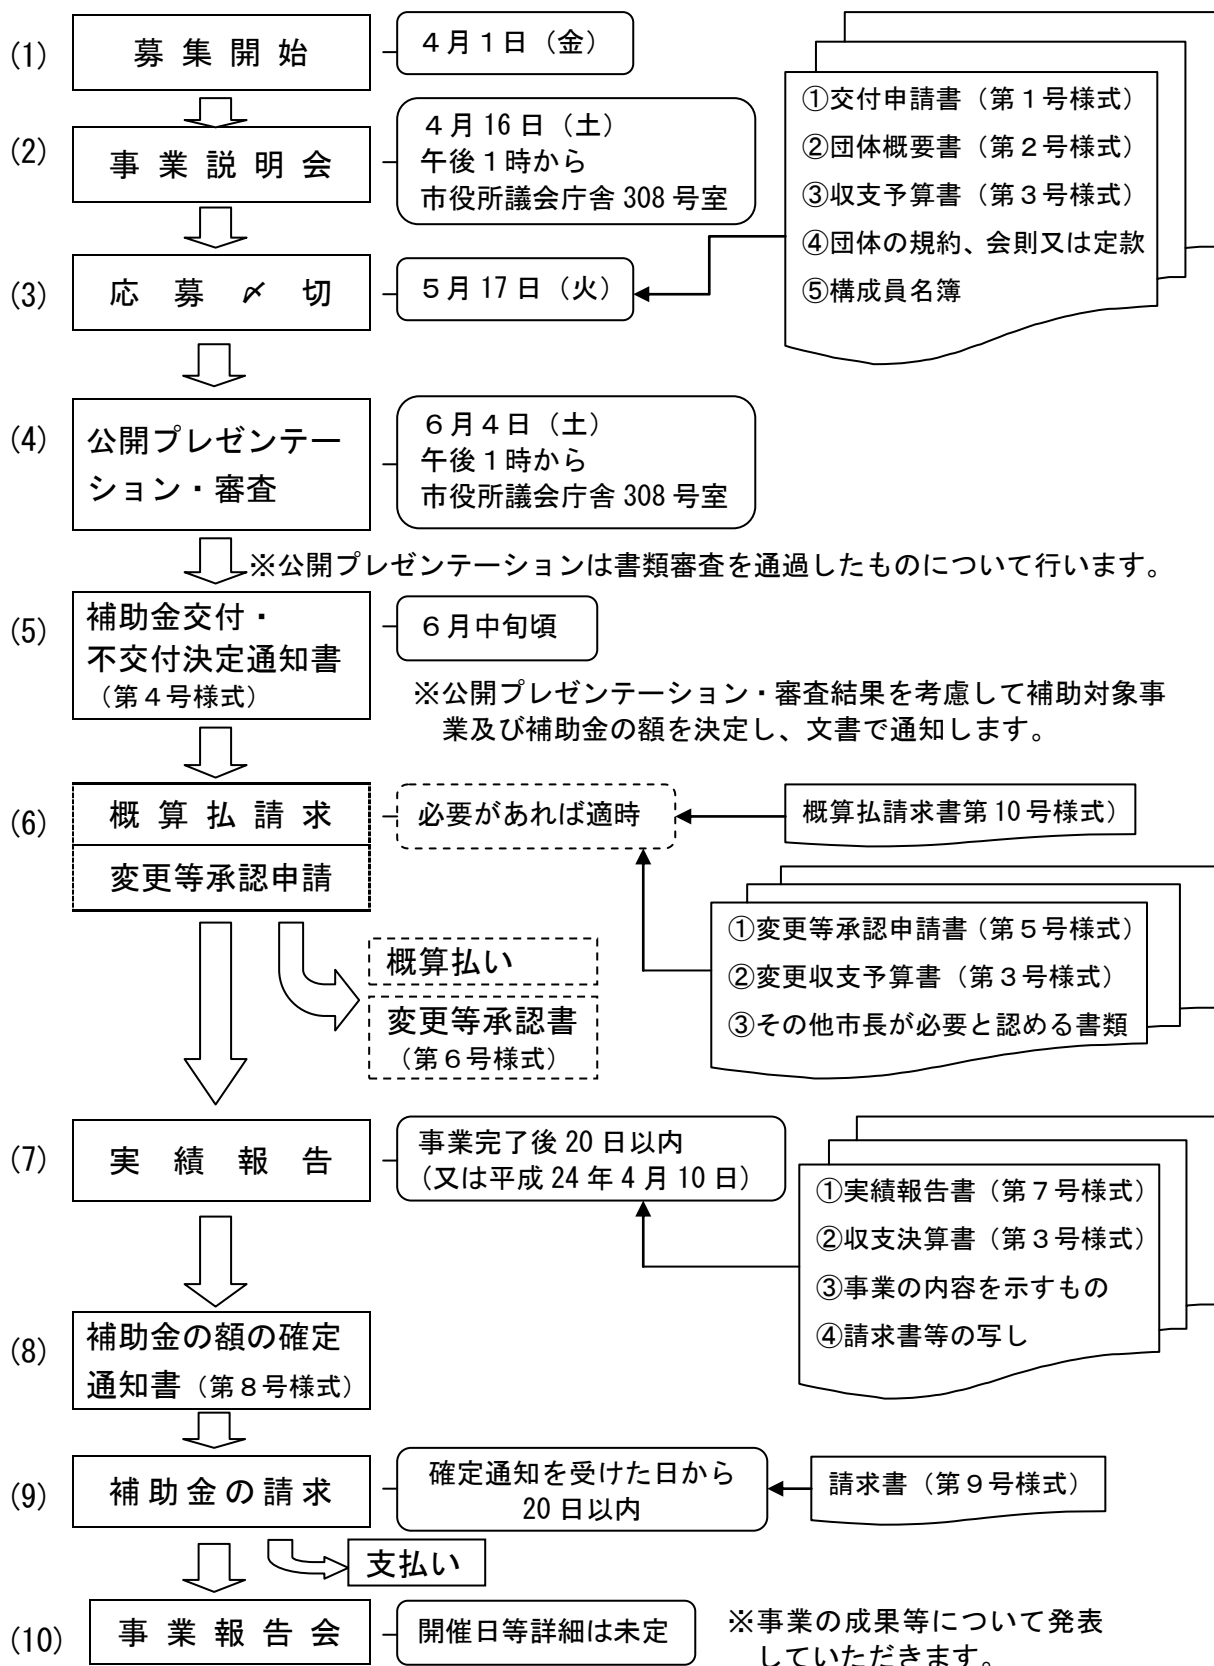 (1)
募集開始
４月１日（金）
(2)
事業説明会
４月16日（土）
午後１時から
市役所議会庁舎308号室
(3)
応募〆切
５月17日（火）
①交付申請書（第１号様式）
②団体概要書（第２号様式）
③収支予算書（第３号様式）
④団体の規約、会則又は定款
⑤構成員名簿
(4)
公開プレゼンテー
ション・審査
６月４日（土）
午後１時から
市役所議会庁舎308号室
※公開プレゼンテーションは書類審査を通過したものについて行います。
(5)
補助金交付・
不交付決定通知書
（第４号様式）
６月中旬頃
※公開プレゼンテーション・審査結果を考慮して補助対象事
業及び補助金の額を決定し、文書で通知します。
(6)
概算払請求
変更等承認申請
必要があれば適時
概算払請求書第10号様式）
①変更等承認申請書（第５号様式）
②変更収支予算書（第３号様式）
③その他市長が必要と認める書類
概算払い
変更等承認書
（第６号様式）
(7)
実績報告
事業完了後20日以内
（又は平成24年４月10日）
①実績報告書（第７号様式）
②収支決算書（第３号様式）
③事業の内容を示すもの
④請求書等の写し
(8)
補助金の額の確定
通知書（第８号様式）
(9)
補助金の請求
確定通知を受けた日から
20日以内
請求書（第９号様式）
支払い
(10)
事業報告会
開催日等詳細は未定
※事業の成果等について発表
していただきます。